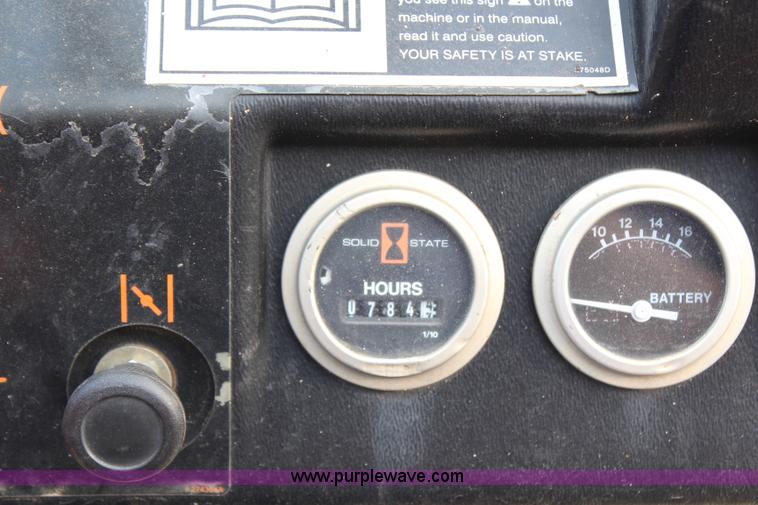 you see this sign on the
machine or in the manual,
read it and use caution.
YOUR SAFETY IS AT STAKE.
SOLID STATE
HOURS
0784
1/10
10 12 14 16
BATTERY
www.purplewave.com